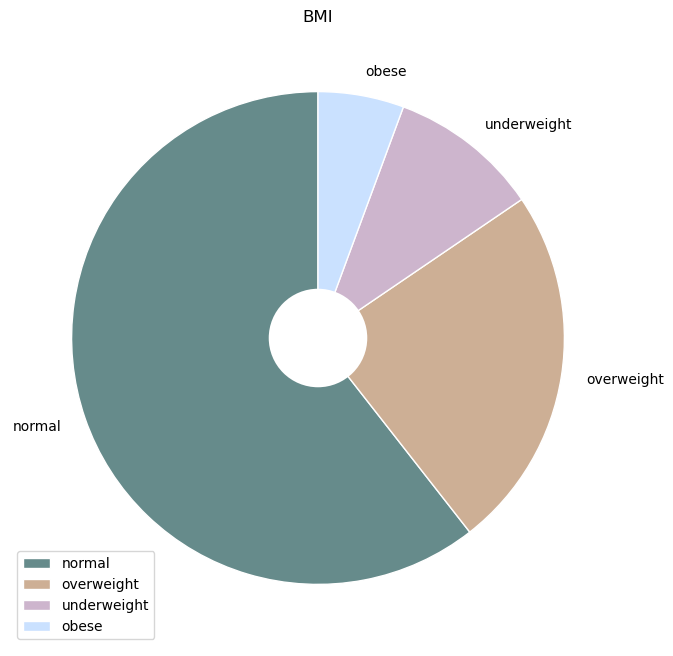 BMI
obese
underweight
overweight
normal
normal
overweight
underweight
obese